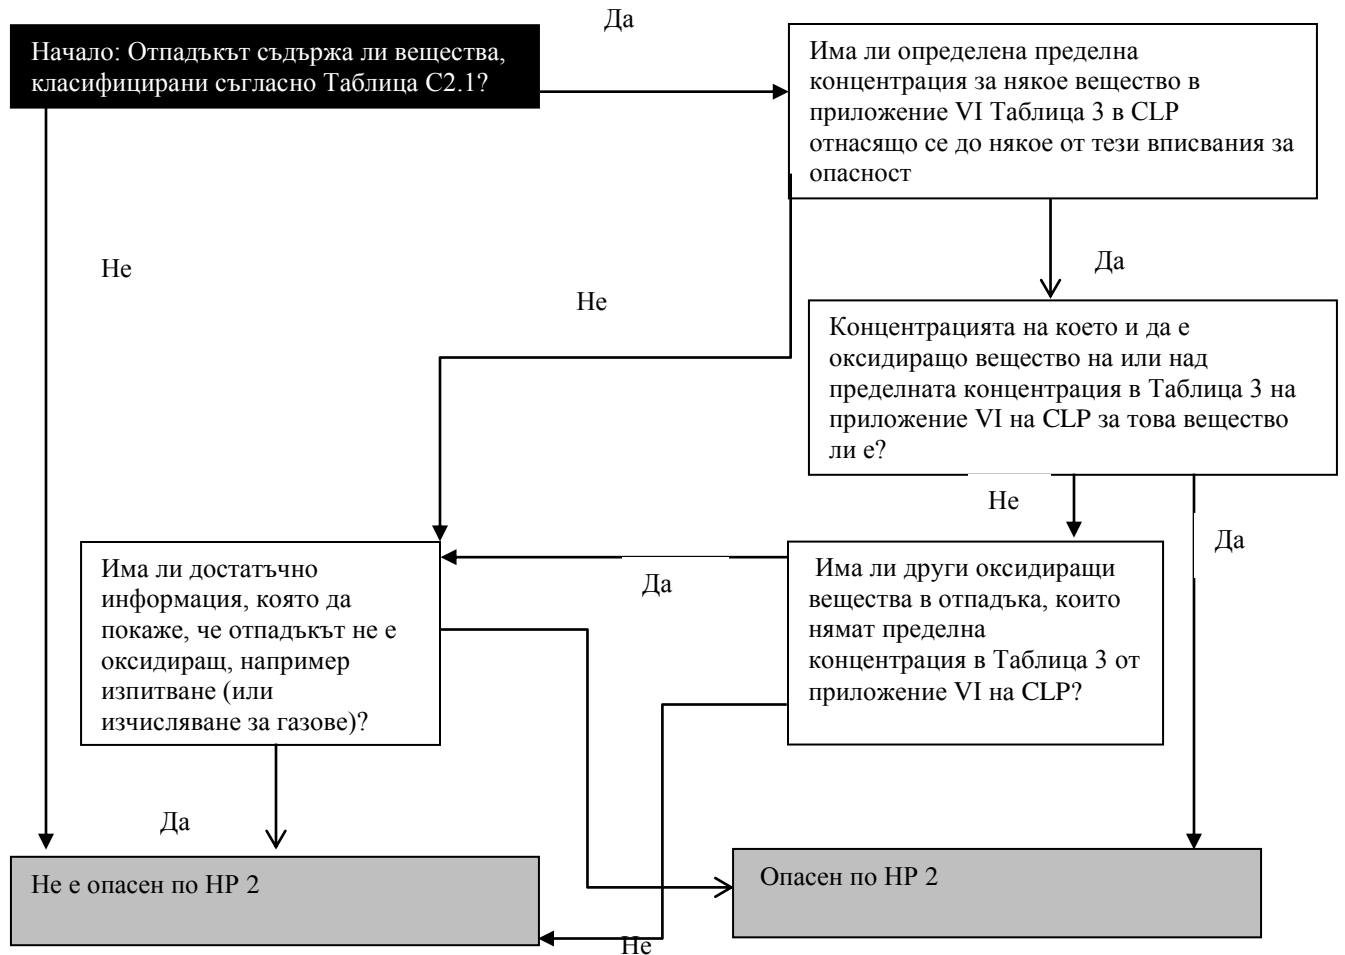 Да
Начало: Отпадъкът съдържа ли вещества,
класифицирани съгласно Таблица С2.1?
Има ли определена пределна
концентрация за някое вещество в
приложение VI Таблица 3 в CLP
отнасящо се до някое от тези вписвания за
опасност
Не
Не
Да
Концентрацията на което и да е
оксидиращо вещество на или над
пределната концентрация в Таблица 3 на
приложение VI на CLP за това вещество
ли е?
Не
Да
Има ли достатъчно
информация, която да
покаже, че отпадъкът не е
оксидиращ, например
изпитване (или
изчисляване за газове)?
Да
Има ли други оксидиращи
вещества в отпадъка, които
нямат пределна
концентрация в Таблица 3 от
приложение VI на CLP?
Да
Не е опасен по HP 2
Опасен по HP 2
Не